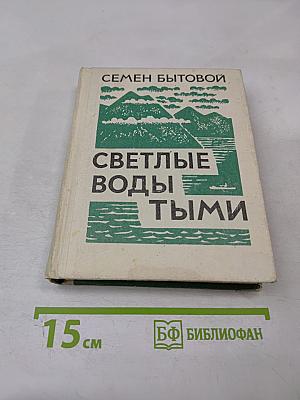 СЕМЕН БЫТОВОЙ
СВЕТЛЫЕ
ВОДЫ
ТЫМИ
15 см
БФ БИБЛИОФАН